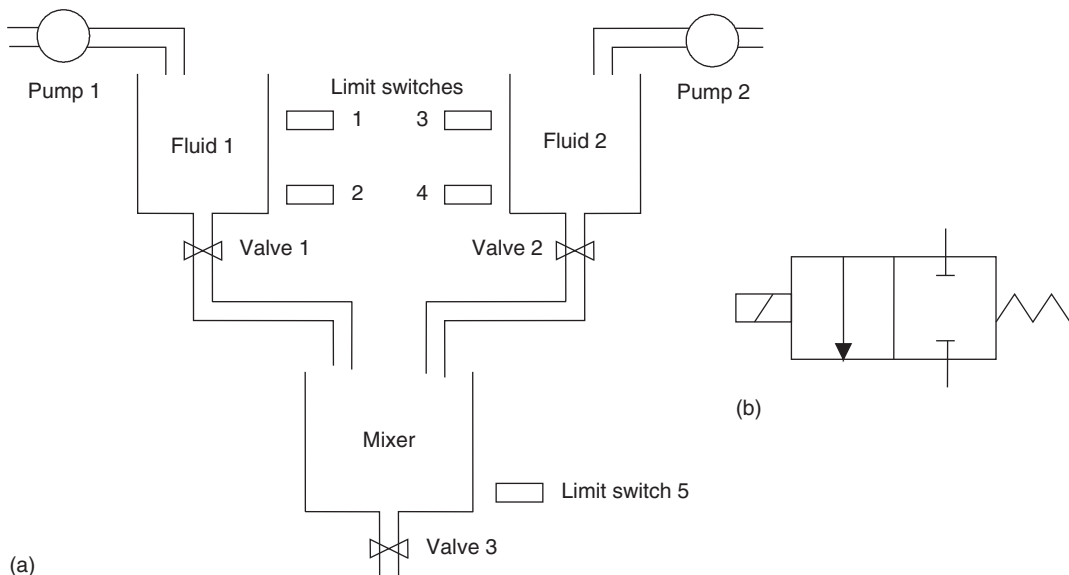 Pump 1
Limit switches
Pump 2
1
3
Fluid 1
Fluid 2
2
4
Valve 1
Valve 2
(b)
Mixer
Limit switch 5
Valve 3
(a)